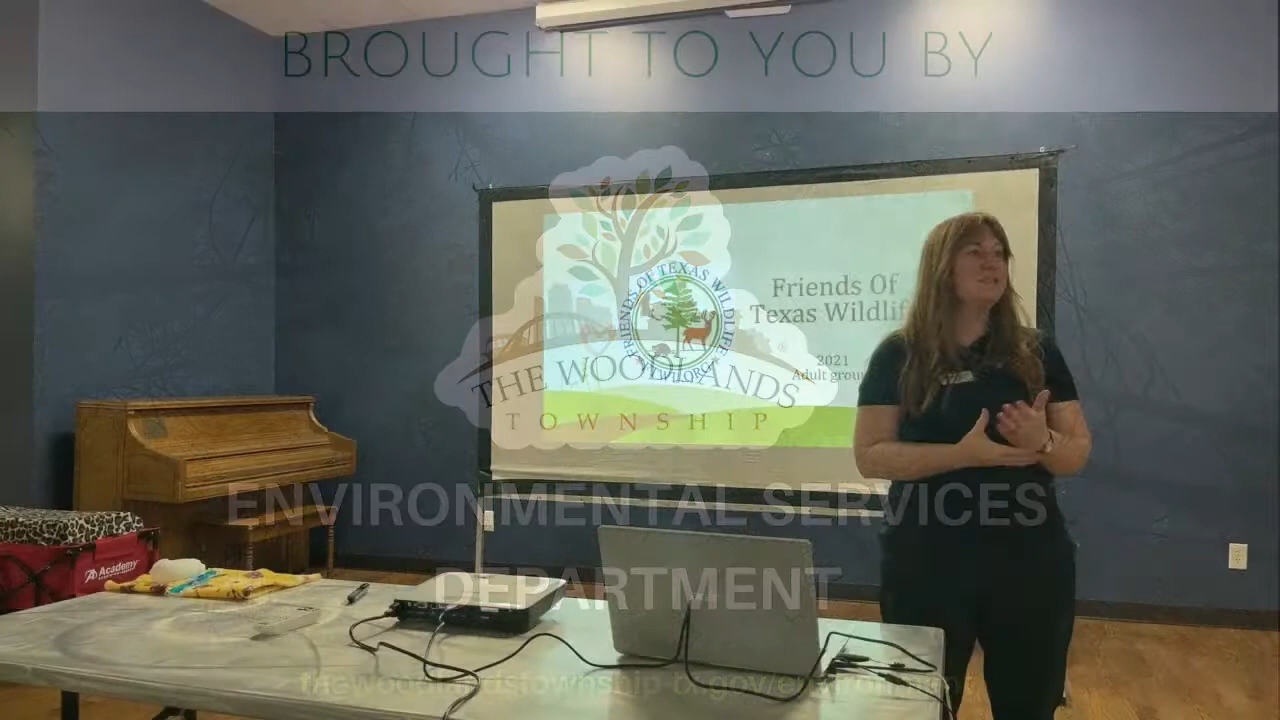 BROUGHT TO YOU BY
FRIENDS OF TEXAS WILDLIFE
Friends Of
Texas Wildlif
2021
Adult group
THE WOODLANDS
TOWNSHIP
ENVIRONMENTAL SERVICES
DEPARTMENT
Academy